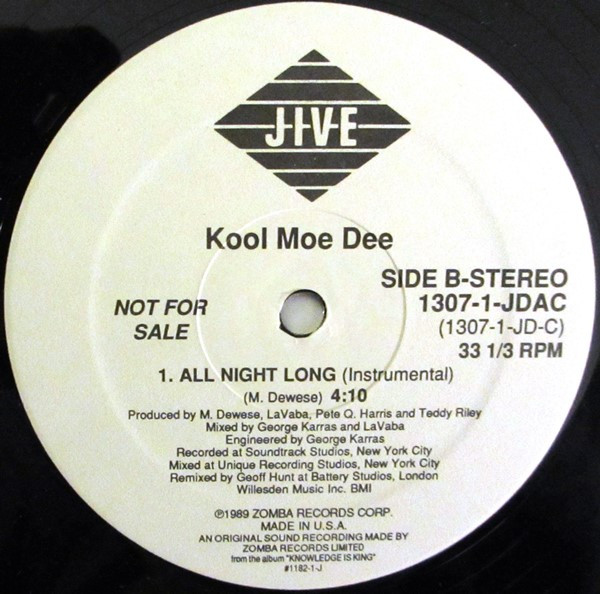 JIVE
Kool Moe Dee
SIDE B-STEREO
1307-1-JDAC
(1307-1-JD-C)
33 1/3 RPM
NOT FOR
SALE
1. ALL NIGHT LONG (Instrumental)
(M. Dewese) 4:10
Produced by M. Dewese, LaVaba, Pete Q. Harris and Teddy Riley
Mixed by George Karras and LaVaba
Engineered by George Karras
Recorded at Soundtrack Studios, New York City
Mixed at Unique Recording Studios, New York City
Remixed by Geoff Hunt at Battery Studios, London
Willesden Music Inc. BMI
℗1989 ZOMBA RECORDS CORP.
MADE IN U.S.A.
AN ORIGINAL SOUND RECORDING MADE BY
ZOMBA RECORDS LIMITED
from the album "KNOWLEDGE IS KING"
#1182-1-J